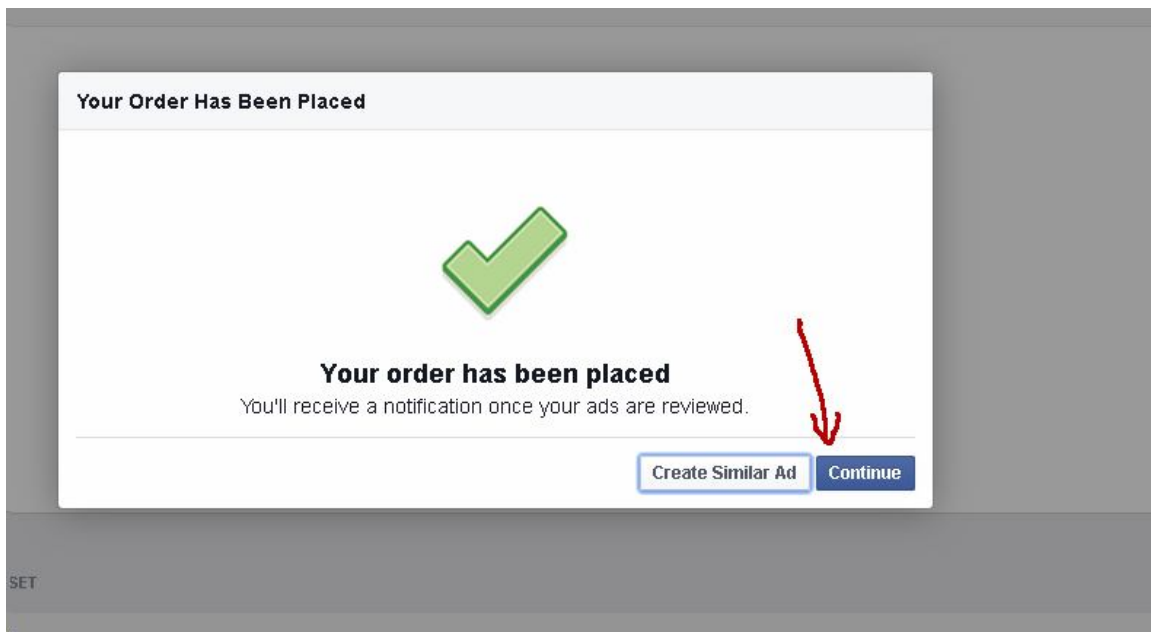 Your Order Has Been Placed
Your order has been placed
You'll receive a notification once your ads are reviewed.
Create Similar Ad
Continue
SET